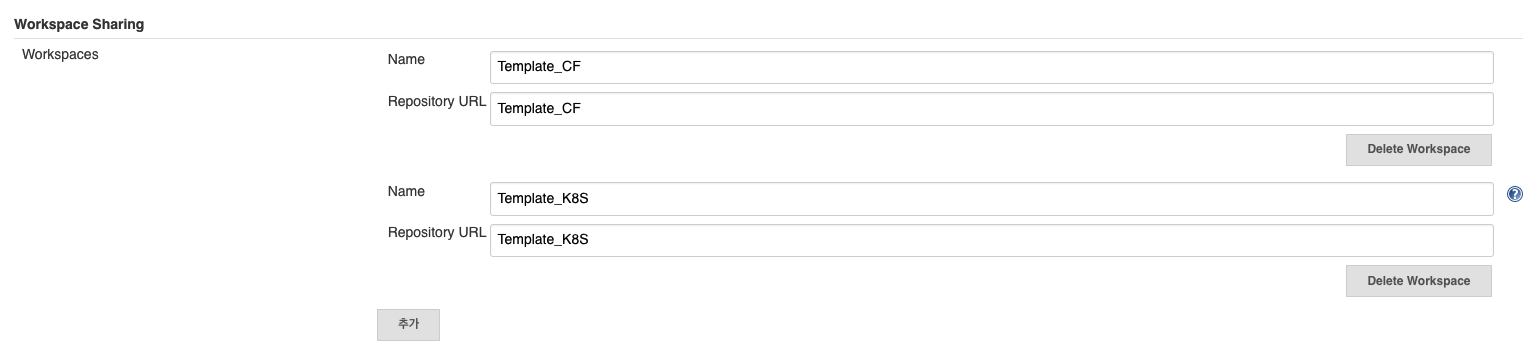 Workspace Sharing
Workspaces
Name
Template_CF
Repository URL
Template_CF
Delete Workspace
Name
Template_K8S
?
Repository URL
Template_K8S
Delete Workspace
추가